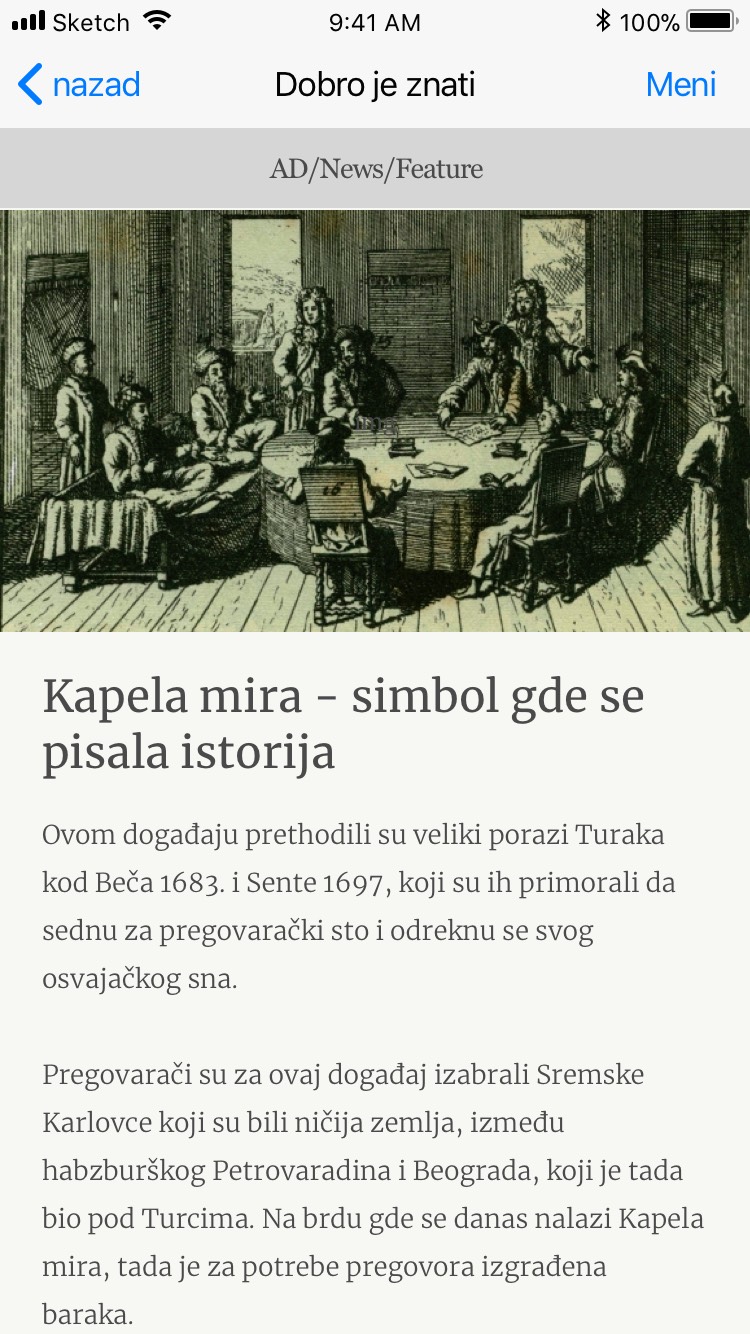 Sketch 9:41 AM 100%
nazad Dobro je znati Meni
AD/News/Feature
Kapela mira - simbol gde se
pisala istorija
Ovom događaju prethodili su veliki porazi Turaka
kod Beča 1683. i Sente 1697, koji su ih primorali da
sednu za pregovarački sto i odreknu se svog
osvajačkog sna.
Pregovarači su za ovaj događaj izabrali Sremske
Karlovce koji su bili ničija zemlja, između
habzburškog Petrovaradina i Beograda, koji je tada
bio pod Turcima. Na brdu gde se danas nalazi Kapela
mira, tada je za potrebe pregovora izgrađena
baraka.